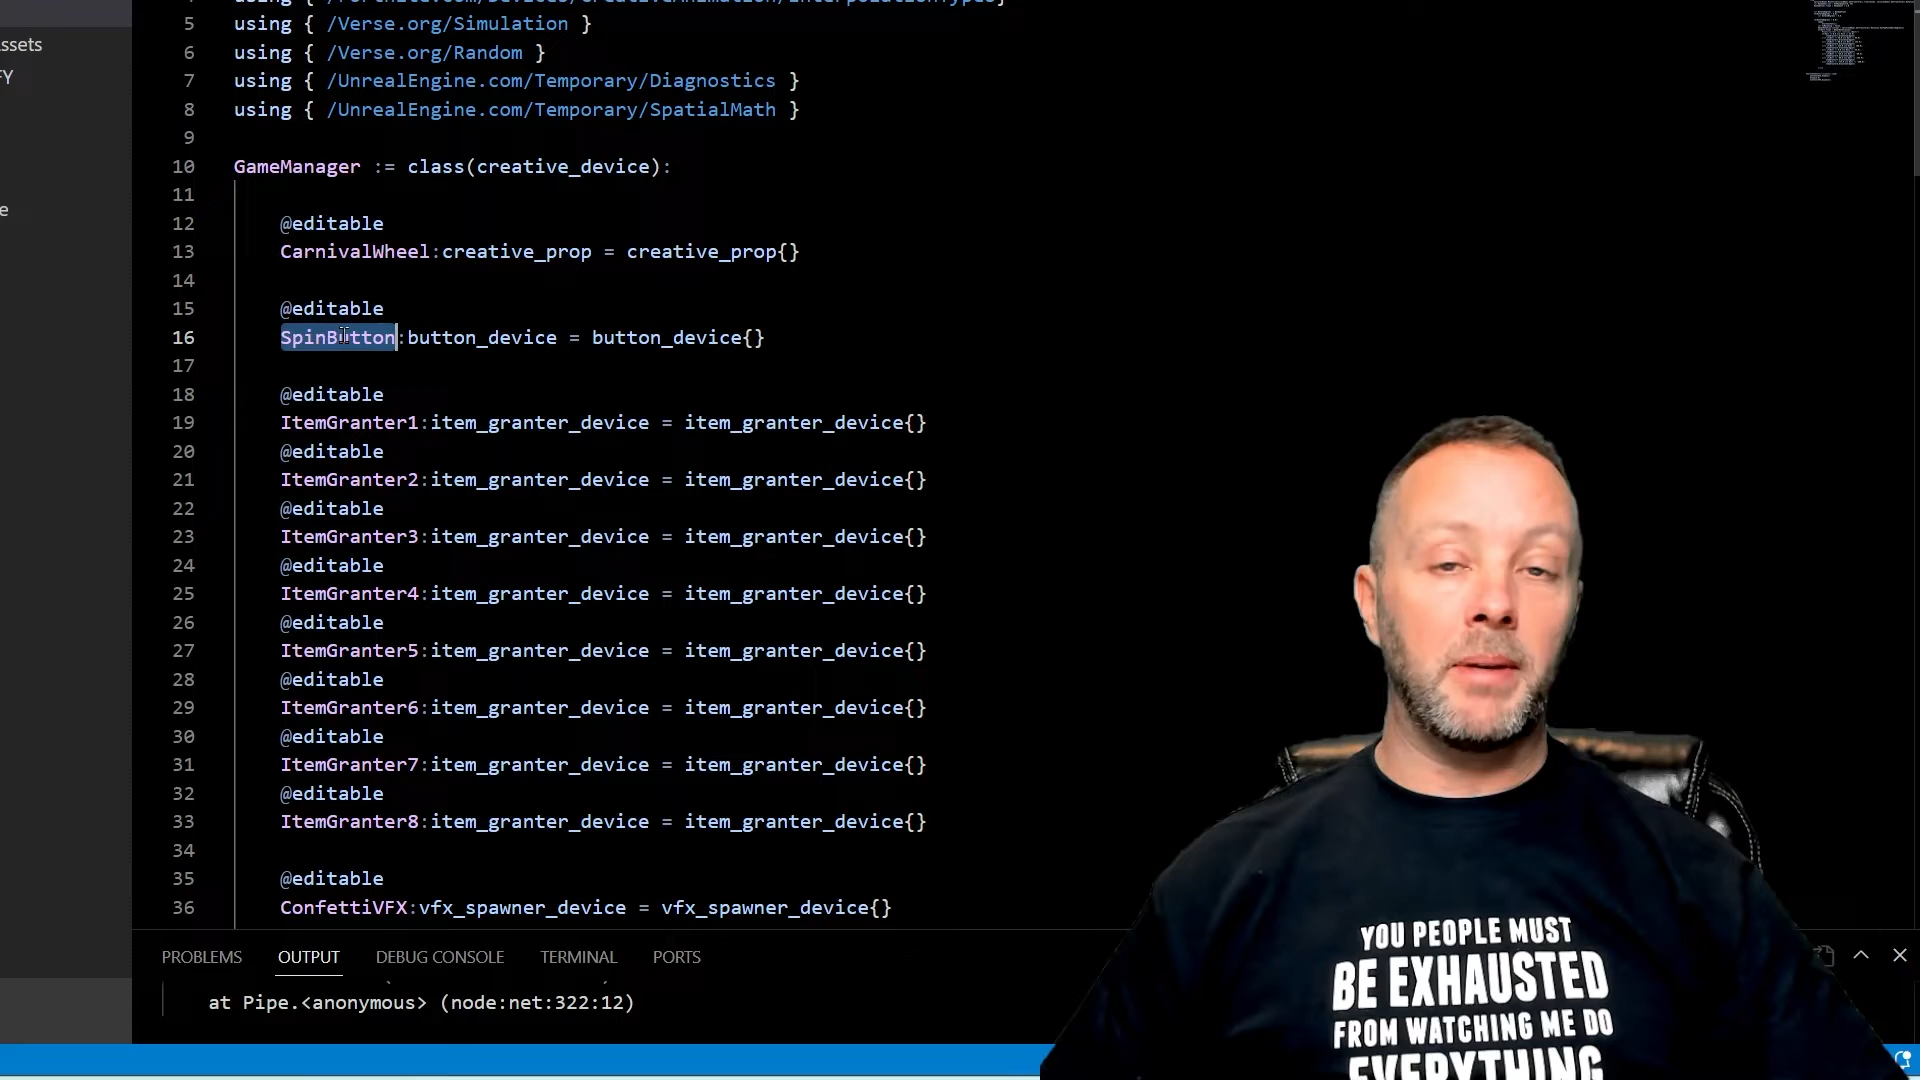 ssets
FY
e
5 using { /Verse.org/Simulation }
6 using { /Verse.org/Random }
7 using { /UnrealEngine.com/Temporary/Diagnostics }
8 using { /UnrealEngine.com/Temporary/SpatialMath }
9
10 GameManager := class(creative_device):
11
12 @editable
13 CarnivalWheel:creative_prop = creative_prop{}
14
15 @editable
16 SpinButton:button_device = button_device{}
17
18 @editable
19 ItemGranter1:item_granter_device = item_granter_device{}
20 @editable
21 ItemGranter2:item_granter_device = item_granter_device{}
22 @editable
23 ItemGranter3:item_granter_device = item_granter_device{}
24 @editable
25 ItemGranter4:item_granter_device = item_granter_device{}
26 @editable
27 ItemGranter5:item_granter_device = item_granter_device{}
28 @editable
29 ItemGranter6:item_granter_device = item_granter_device{}
30 @editable
31 ItemGranter7:item_granter_device = item_granter_device{}
32 @editable
33 ItemGranter8:item_granter_device = item_granter_device{}
34
35 @editable
36 ConfettiVFX:vfx_spawner_device = vfx_spawner_device{}
PROBLEMS OUTPUT DEBUG CONSOLE TERMINAL PORTS
at Pipe.<anonymous> (node:net:322:12)
YOU PEOPLE MUST
BE EXHAUSTED
FROM WATCHING ME DO
EVERYTHING